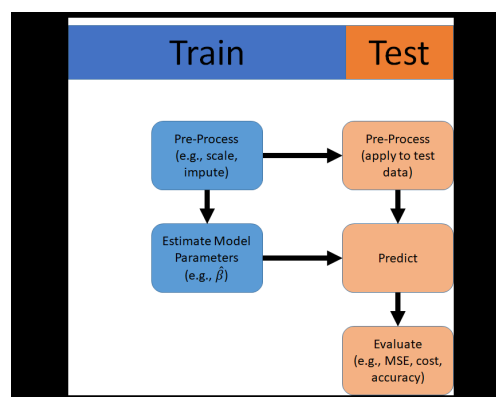 Train
Test
Pre-Process
(e.g., scale,
impute)
Pre-Process
(apply to test
data)
Estimate Model
Parameters
(e.g., β̂)
Predict
Evaluate
(e.g., MSE, cost,
accuracy)